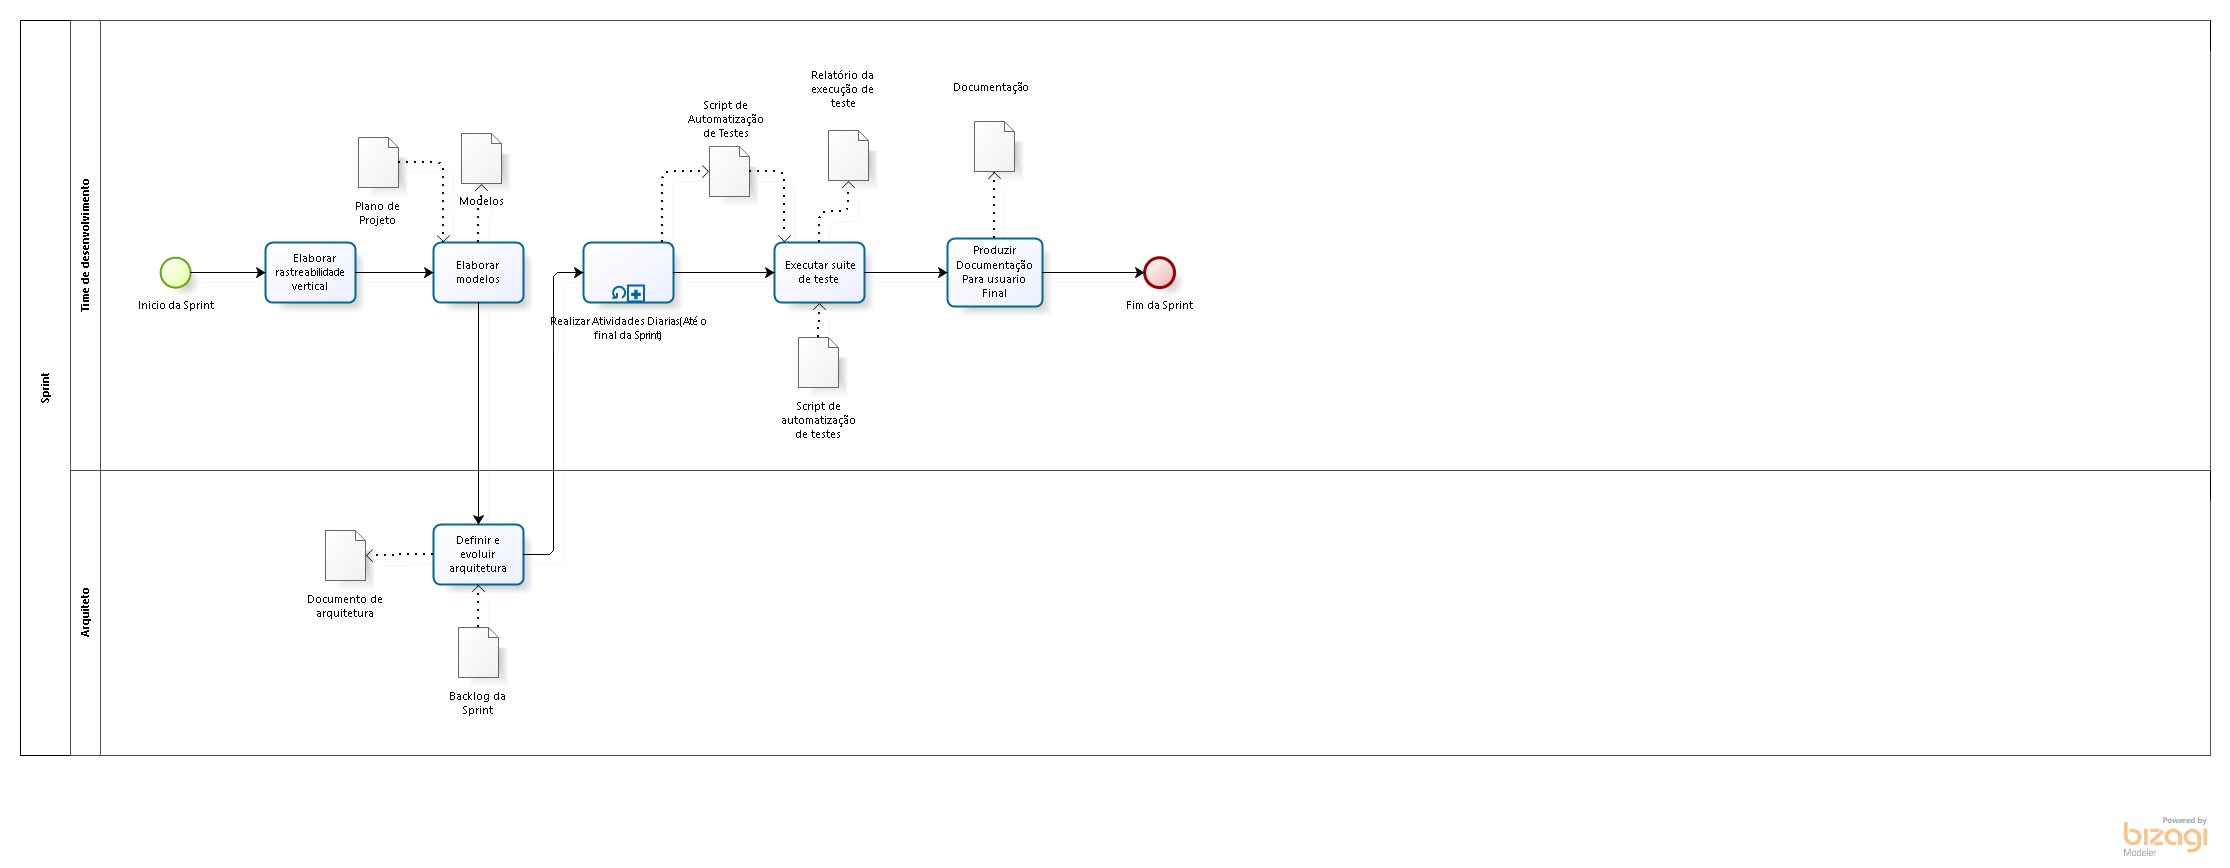 Sprint
Time de desenvolvimento
Arquiteto
Inicio da Sprint
Elaborar
rastreabilidade
vertical
Plano de
Projeto
Modelos
Elaborar
modelos
Realizar Atividades Diarias(Até o
final da Sprint)
Script de
Automatização
de Testes
Relatório da
execução de
teste
Executar suite
de teste
Script de
automatização
de testes
Documentação
Produzir
Documentação
Para usuario
Final
Fim da Sprint
Definir e
evoluir
arquitetura
Documento de
arquitetura
Backlog da
Sprint
Powered by
bizagi
Modeler